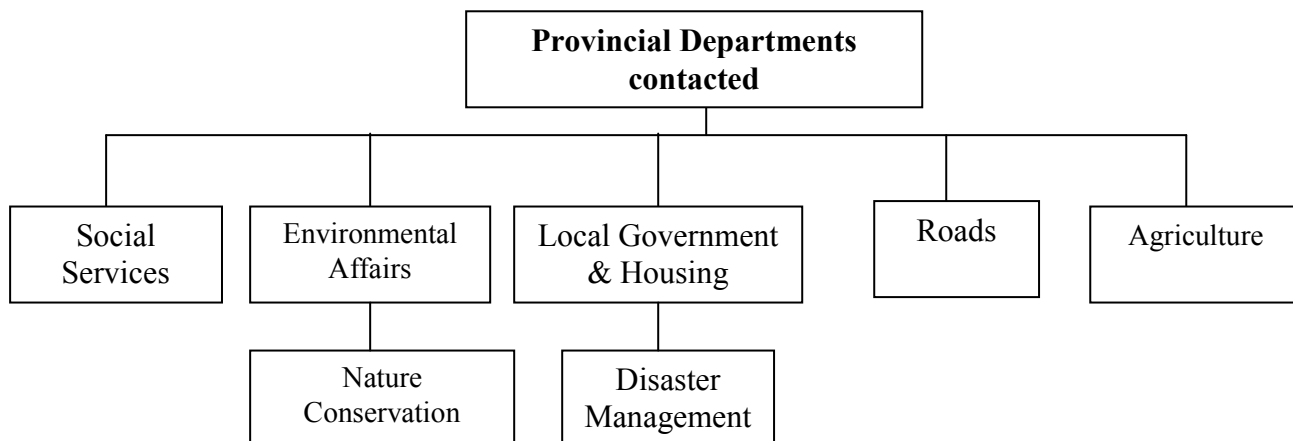 Provincial Departments
contacted
Social
Services
Environmental
Affairs
Local Government
& Housing
Roads
Agriculture
Nature
Conservation
Disaster
Management